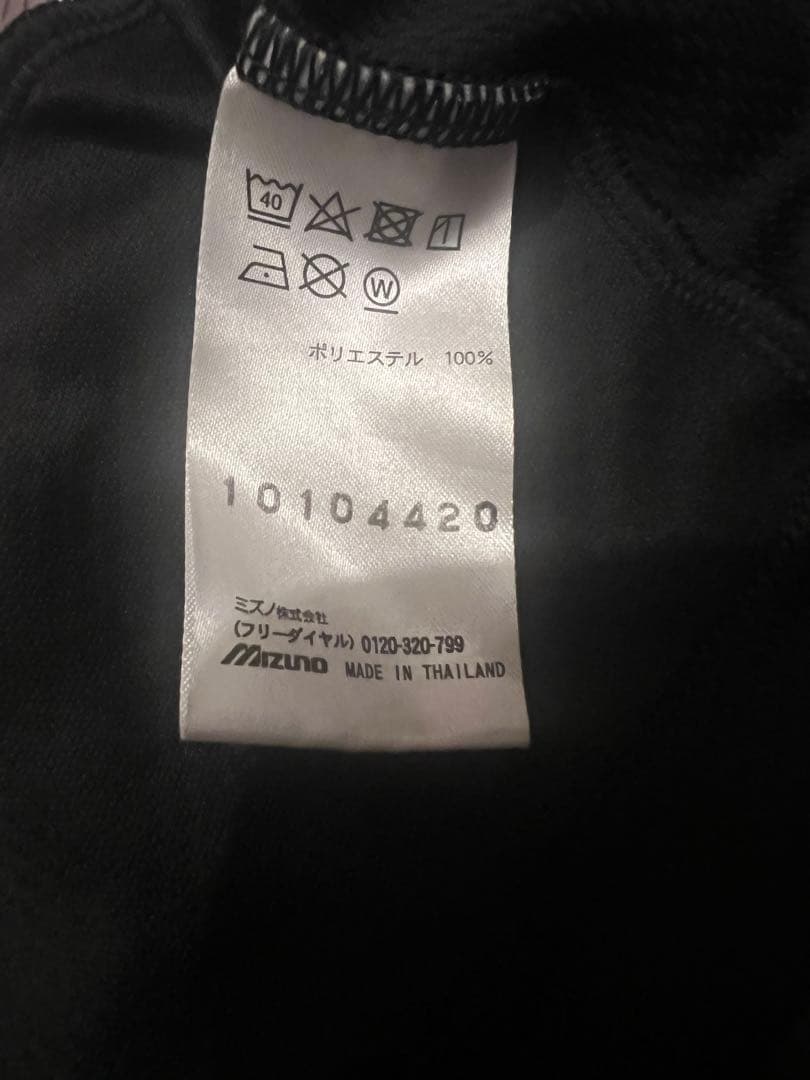 40
W
ポリエステル 100%
10104420
ミズノ株式会社
(フリーダイヤル) 0120-320-799
Mizuno MADE IN THAILAND